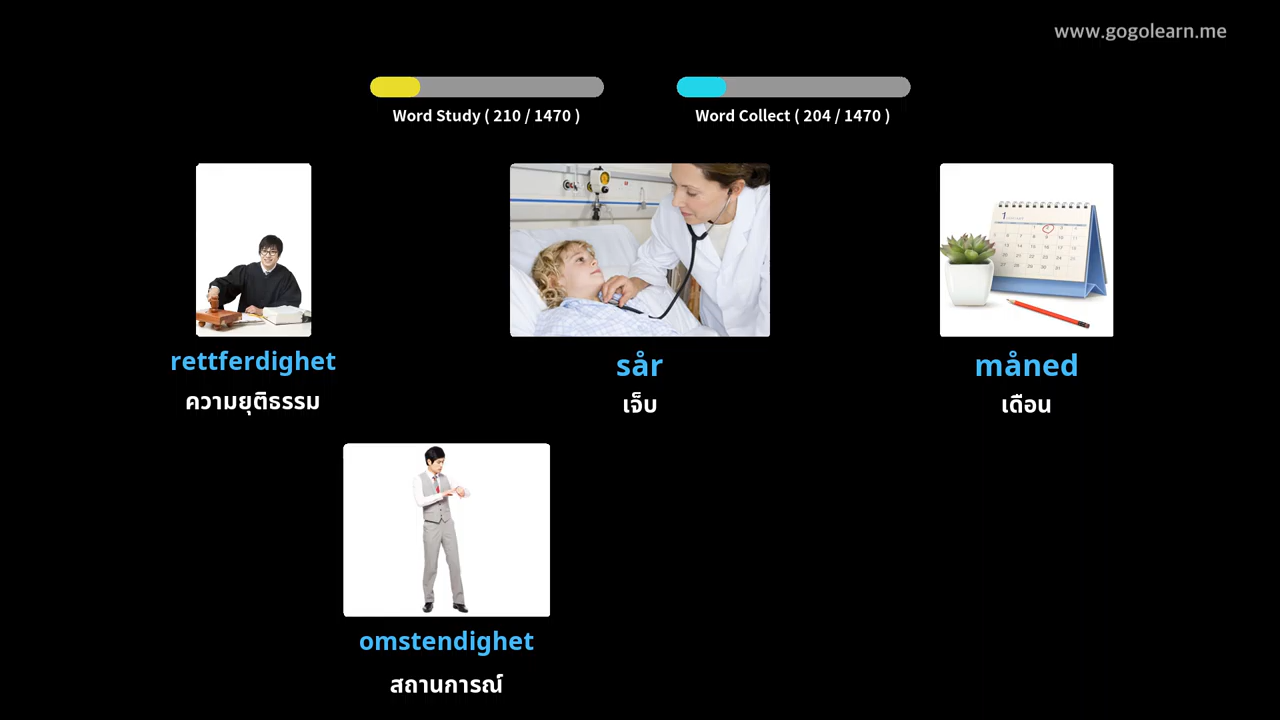 www.gogolearn.me
Word Study ( 210 / 1470 )
Word Collect ( 204 / 1470 )
rettferdighet
ความยุติธรรม
sår
เจ็บ
måned
เดือน
omstendighet
สถานการณ์